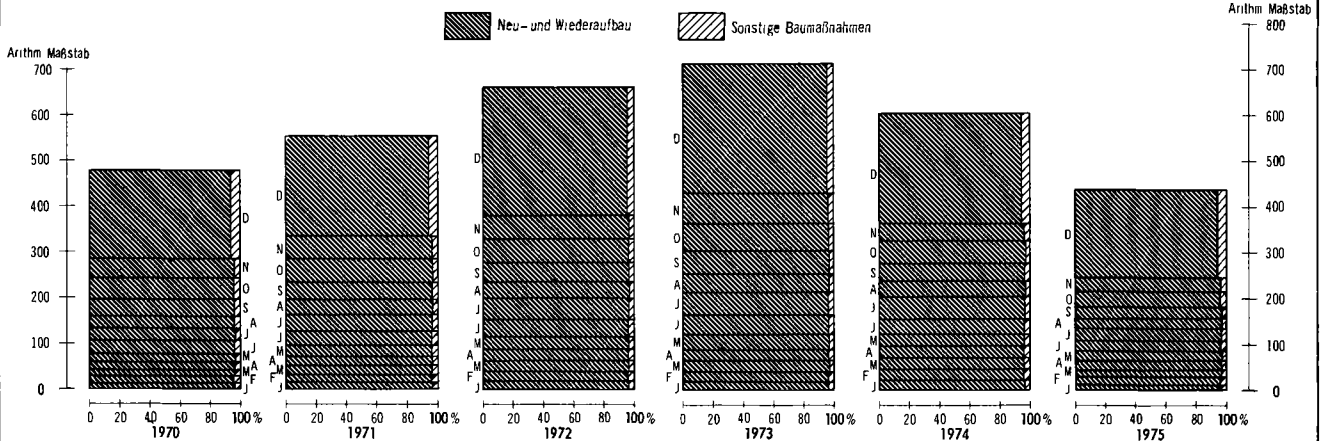 Neu- und Wiederaufbau
Sonstige Baumaßnahmen
Arithm Maßstab
700
600
500
400
300
200
100
0
Arithm Maßstab
800
700
600
500
400
300
200
100
0
D
N
O
S
A
J
J
M
A
M
F
J
D
N
O
S
A
J
J
M
A
M
F
J
D
N
O
S
A
J
J
M
A
M
F
J
D
N
O
S
A
J
J
M
A
M
F
J
D
N
O
S
A
J
J
M
A
M
F
J
D
N
O
S
A
J
J
M
A
M
F
J
0 20 40 60 80 100 %
1970
0 20 40 60 80 100 %
1971
0 20 40 60 80 100 %
1972
0 20 40 60 80 100 %
1973
0 20 40 60 80 100 %
1974
0 20 40 60 80 100 %
1975